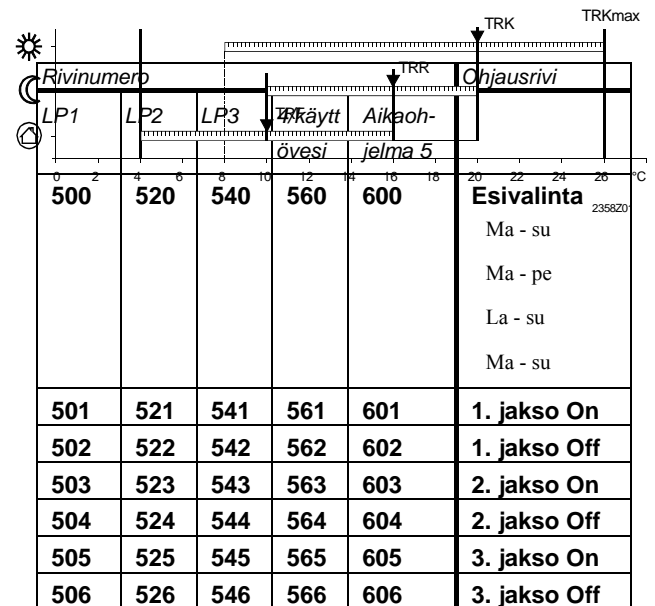 TRKmax
TRK
TRR
TRF
Rivinumero Ohjausrivi
LP1 LP2 LP3 4/käytt Aikaoh-
övesi jelma 5
0 2 4 6 8 10 12 14 16 18 20 22 24 26 °C
500 520 540 560 600 Esivalinta
2358Z01
Ma - su
Ma - pe
La - su
Ma - su
501 521 541 561 601 1. jakso On
502 522 542 562 602 1. jakso Off
503 523 543 563 603 2. jakso On
504 524 544 564 604 2. jakso Off
505 525 545 565 605 3. jakso On
506 526 546 566 606 3. jakso Off